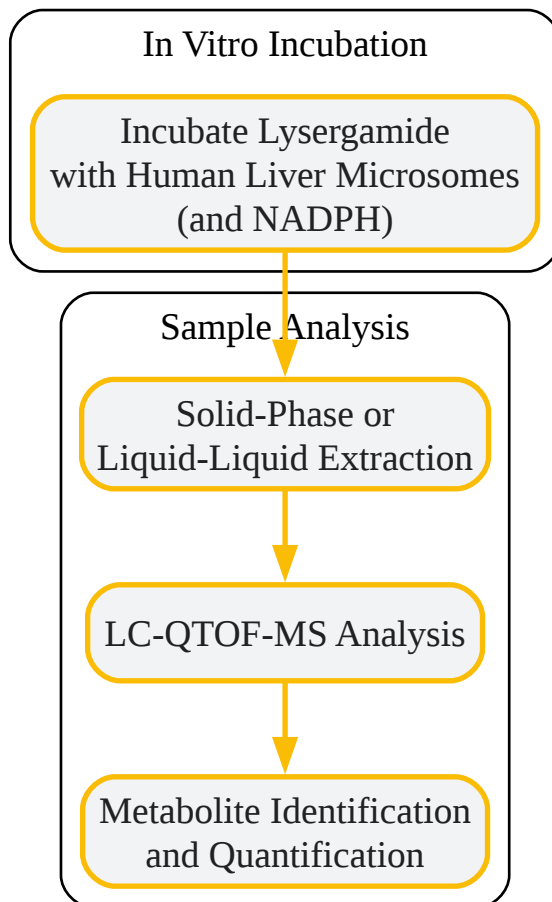 In Vitro Incubation
Incubate Lysergamide
with Human Liver Microsomes
(and NADPH)
Sample Analysis
Solid-Phase or
Liquid-Liquid Extraction
LC-QTOF-MS Analysis
Metabolite Identification
and Quantification